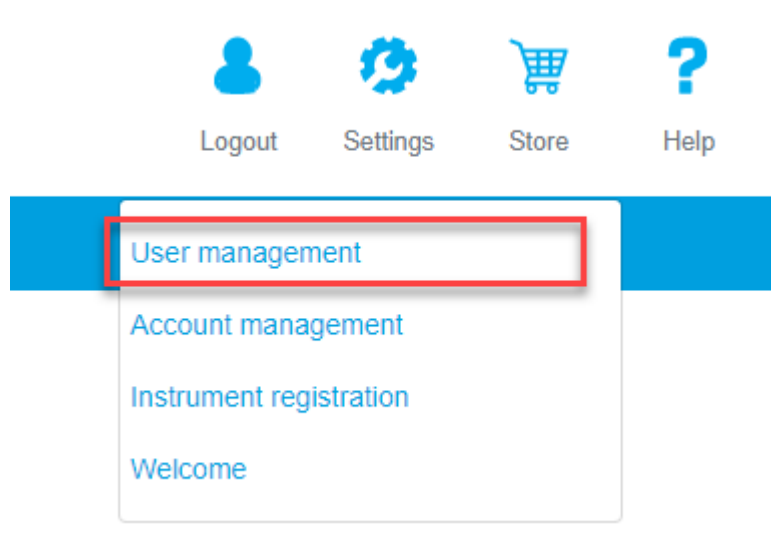 Logout Settings Store Help
User management
Account management
Instrument registration
Welcome